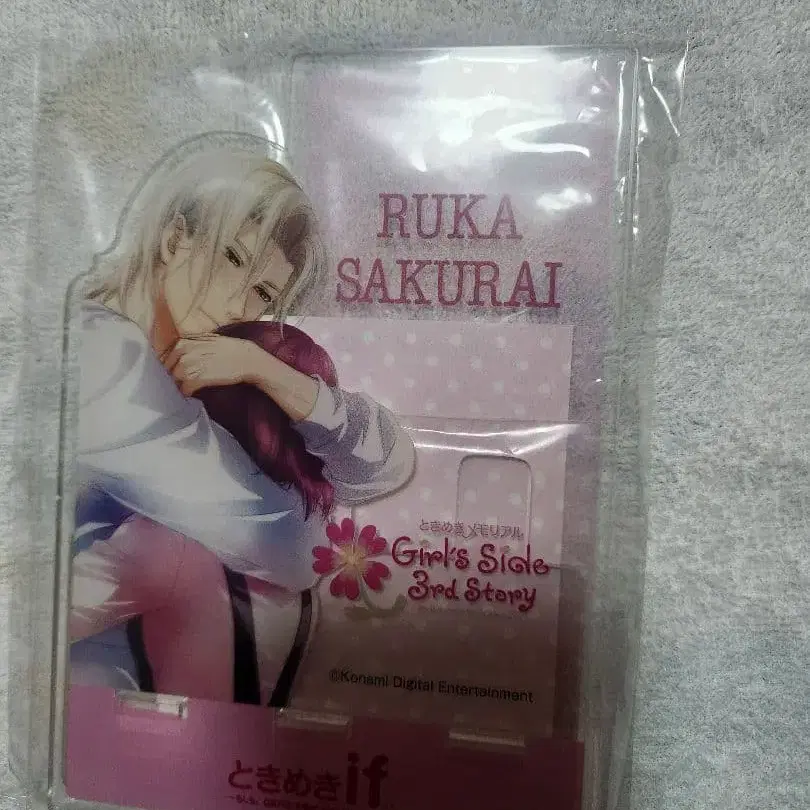 RUKA
SAKURAI
ときめきメモリアル
Girl's Side
3rd Story
©Konami Digital Entertainment
ときめきif